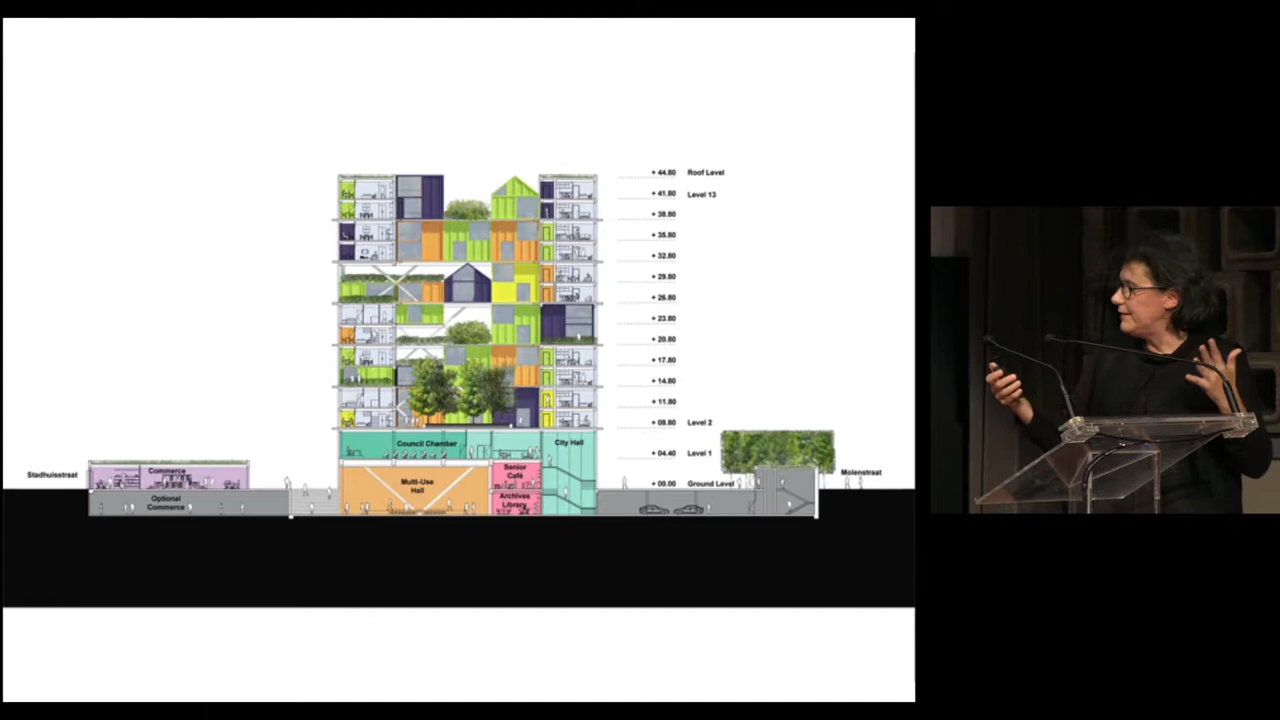 + 44.80 Roof Level
+ 41.80 Level 13
+ 38.80
+ 35.80
+ 32.80
+ 29.80
+ 26.80
+ 23.80
+ 20.80
+ 17.80
+ 14.80
+ 11.80
+ 08.80 Level 2
Council Chamber
City Hall
+ 04.40 Level 1
Stadhuisstraat
Commerce
Senior
Café
Molenstraat
Multi-Use
Hall
+ 00.00 Ground Level
Optional
Commerce
Archives
Library